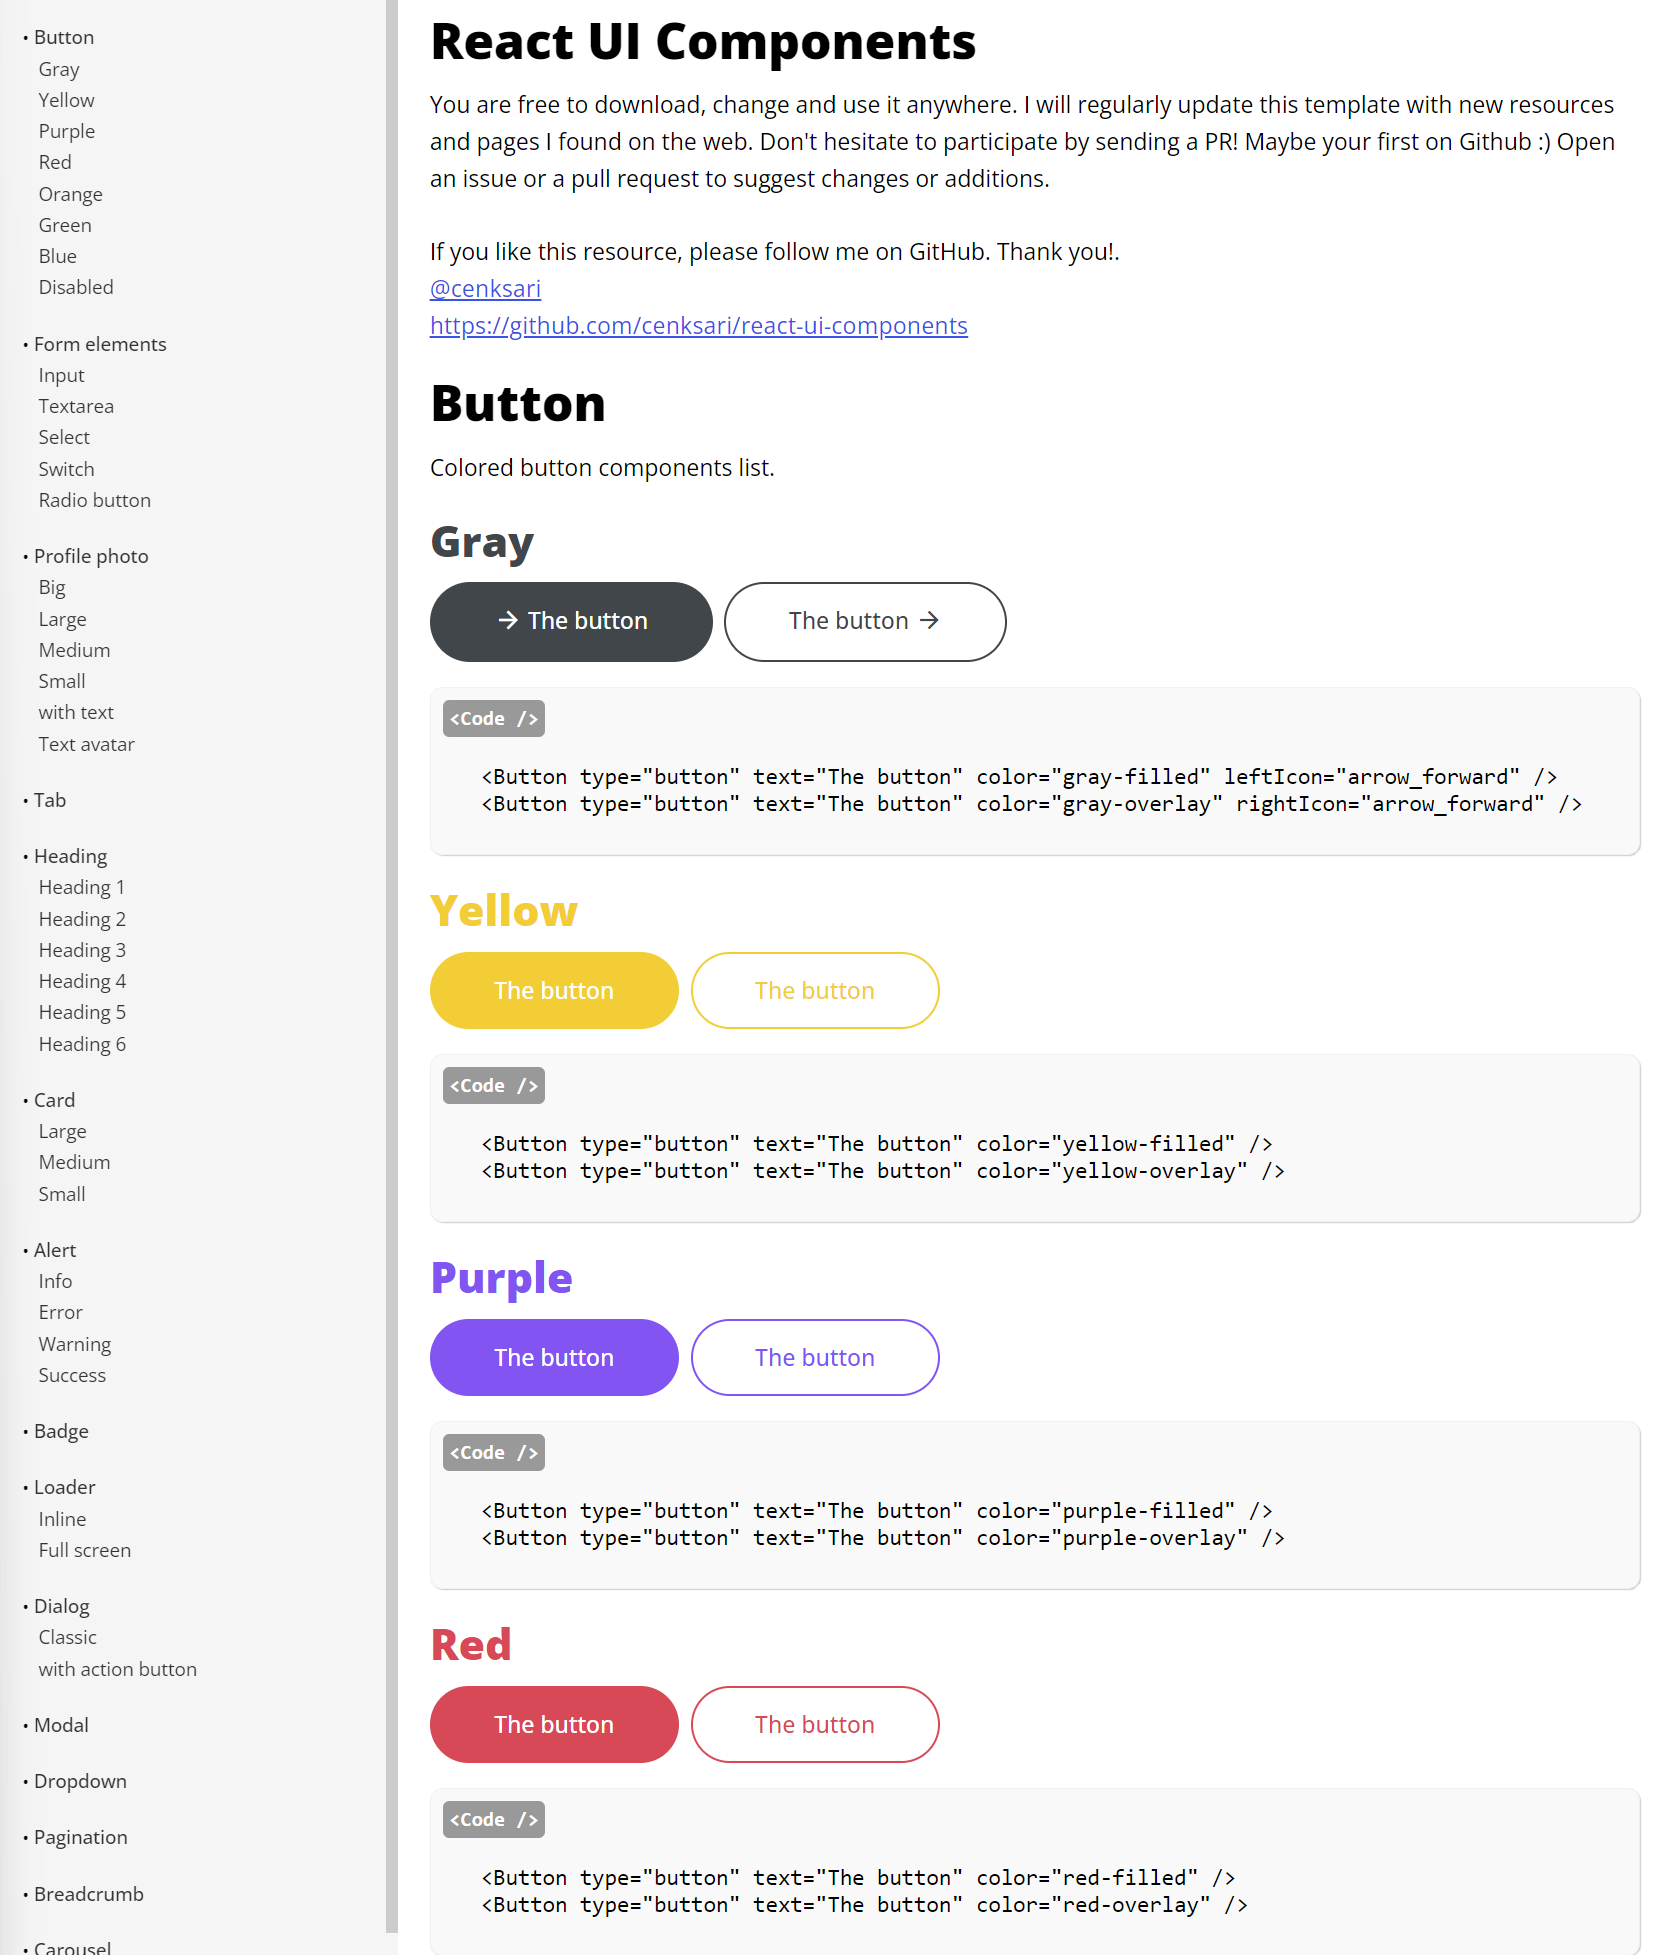 • Button
Gray
Yellow
Purple
Red
Orange
Green
Blue
Disabled
• Form elements
Input
Textarea
Select
Switch
Radio button
• Profile photo
Big
Large
Medium
Small
with text
Text avatar
• Tab
• Heading
Heading 1
Heading 2
Heading 3
Heading 4
Heading 5
Heading 6
• Card
Large
Medium
Small
• Alert
Info
Error
Warning
Success
• Badge
• Loader
Inline
Full screen
• Dialog
Classic
with action button
• Modal
• Dropdown
• Pagination
• Breadcrumb
• Carousel
React UI Components
You are free to download, change and use it anywhere. I will regularly update this template with new resources
and pages I found on the web. Don't hesitate to participate by sending a PR! Maybe your first on Github :) Open
an issue or a pull request to suggest changes or additions.
If you like this resource, please follow me on GitHub. Thank you!.
@cenksari
https://github.com/cenksari/react-ui-components
Button
Colored button components list.
Gray
→ The button
The button →
<Code />
<Button type="button" text="The button" color="gray-filled" leftIcon="arrow_forward" />
<Button type="button" text="The button" color="gray-overlay" rightIcon="arrow_forward" />
Yellow
The button
The button
<Code />
<Button type="button" text="The button" color="yellow-filled" />
<Button type="button" text="The button" color="yellow-overlay" />
Purple
The button
The button
<Code />
<Button type="button" text="The button" color="purple-filled" />
<Button type="button" text="The button" color="purple-overlay" />
Red
The button
The button
<Code />
<Button type="button" text="The button" color="red-filled" />
<Button type="button" text="The button" color="red-overlay" />